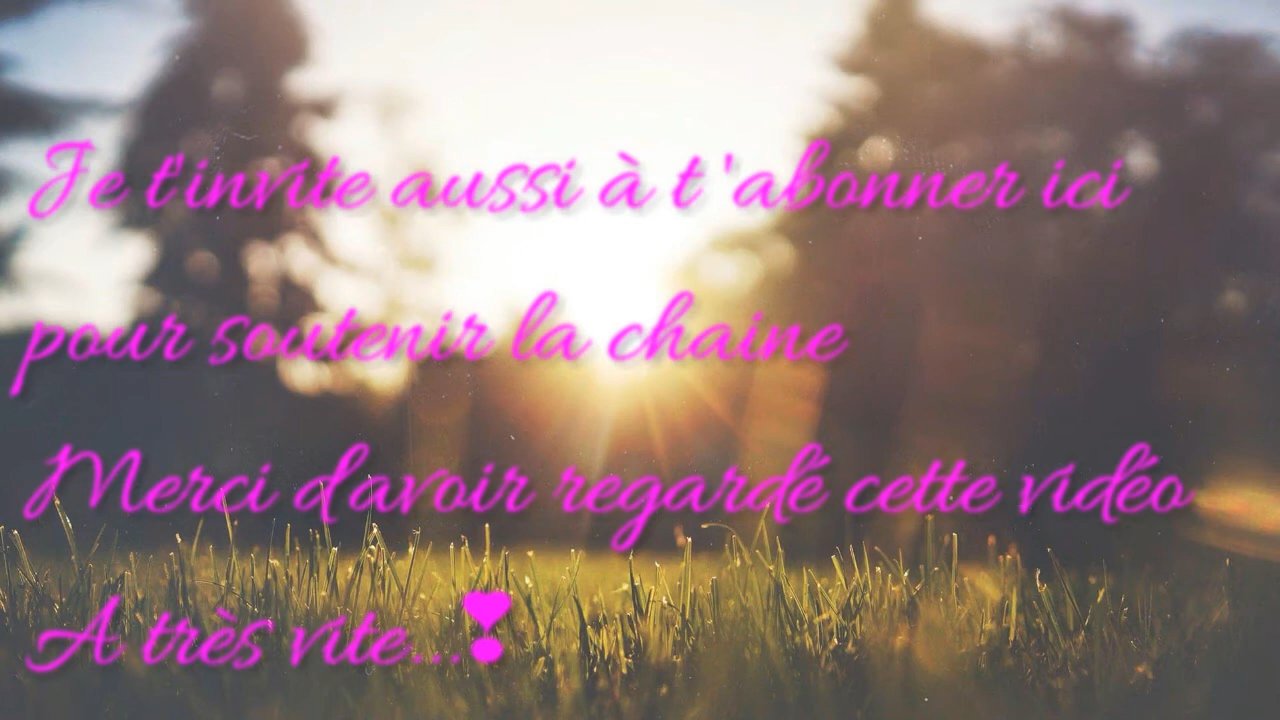 Je t'invite aussi à t 'abonner ici
pour soutenir la chaine
Merci d'avoir regardé cette vidéo
A très vite...❣